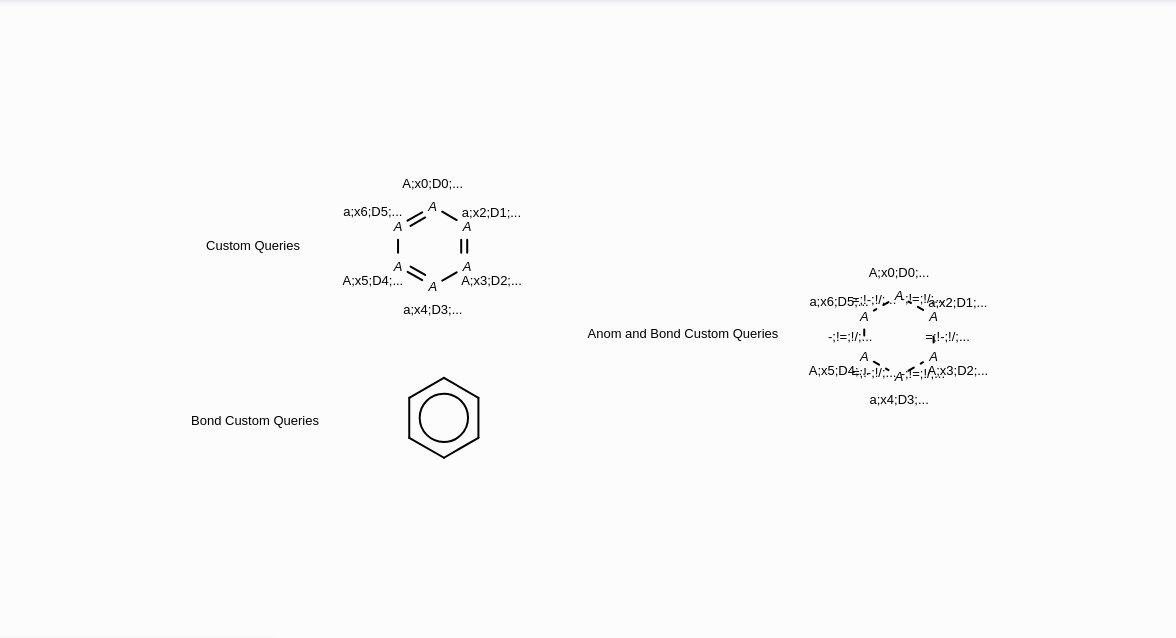 A;x0;D0;...
a;x6;D5;...
A
a;x2;D1;...
A
A
Custom Queries
A
A
A;x5;D4;...
A
A;x3;D2;...
a;x4;D3;...
A;x0;D0;...
a;x6;D5;...
=;!-;!/;...
A
-;!=;!/;...
a;x2;D1;...
A
A
Anom and Bond Custom Queries
-;!=;!/;...
=;!-;!/;...
A
A
A;x5;D4;...
=;!-;!/;...
A
-;!=;!/;...
A;x3;D2;...
a;x4;D3;...
Bond Custom Queries